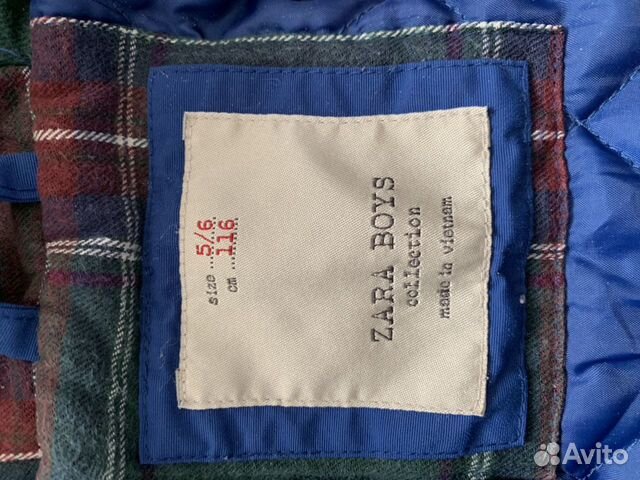 size ....5/6....
cm ....116....
ZARA BOYS
collection
made in vietnam
Avito